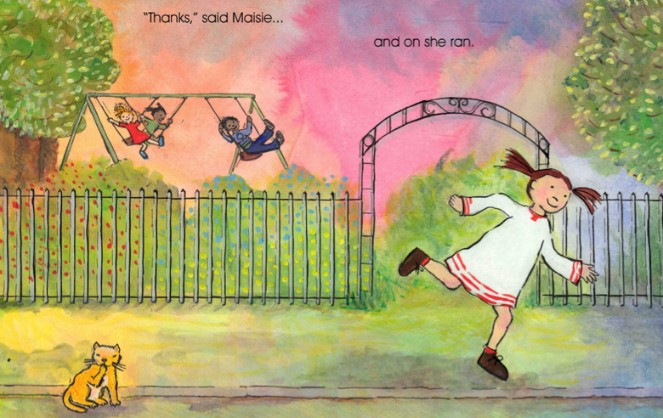 "Thanks," said Maisie...
and on she ran.